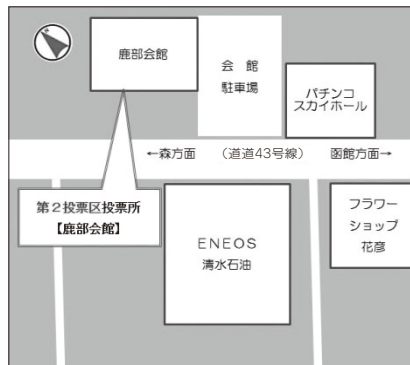 鹿部会館
会館
駐車場
パチンコ
スカイホール
←森方面　（道道43号線）　函館方面→
第２投票区投票所
【鹿部会館】
ENEOS
清水石油
フラワー
ショップ
花彦